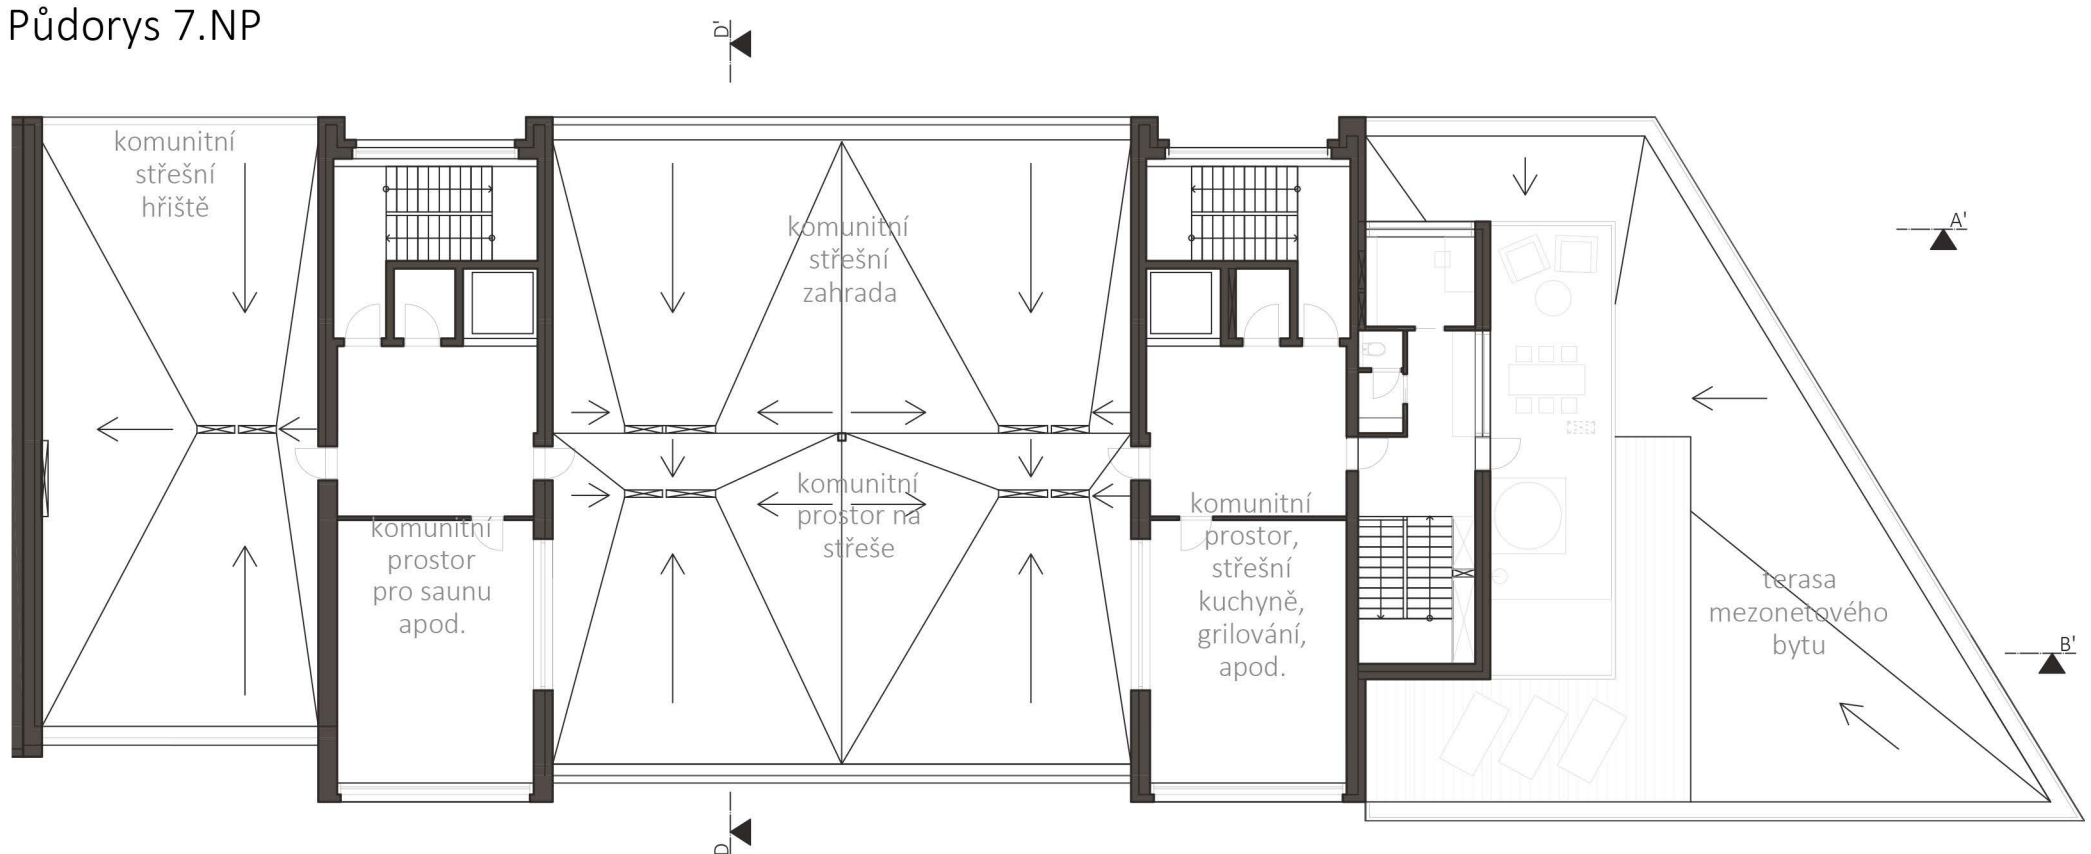 Půdorys 7.NP
D'
komunitní
střešní
hřiště
komunitní
střešní
zahrada
A'
komunitní
prostor na
střeše
komunitní
prostor
pro saunu
apod.
komunitní
prostor,
střešní
kuchyně,
grilování,
apod.
terasa
mezonetového
bytu
B'
D